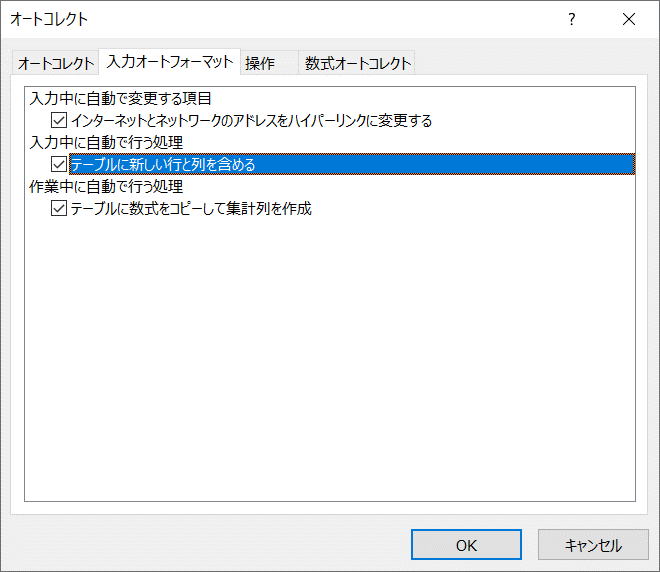 オートコレクト ?
オートコレクト 入力オートフォーマット 操作 数式オートコレクト
入力中に自動で変更する項目
インターネットとネットワークのアドレスをハイパーリンクに変更する
入力中に自動で行う処理
テーブルに新しい行と列を含める
作業中に自動で行う処理
テーブルに数式をコピーして集計列を作成
OK キャンセル